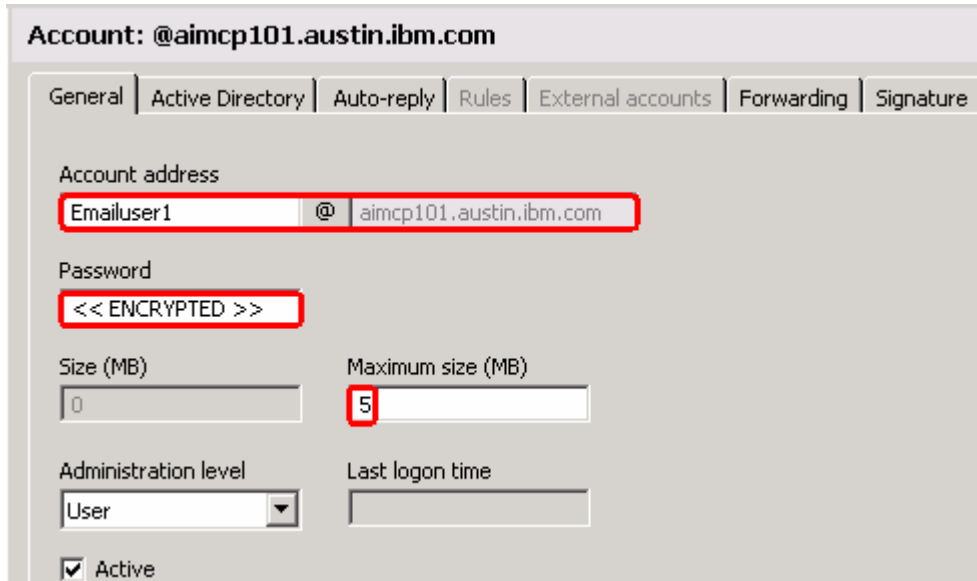 Account: @aimcp101.austin.ibm.com
General Active Directory Auto-reply Rules External accounts Forwarding Signature
Account address
Emailuser1 @ aimcp101.austin.ibm.com
Password
<< ENCRYPTED >>
Size (MB) Maximum size (MB)
0 5
Administration level Last logon time
User
Active